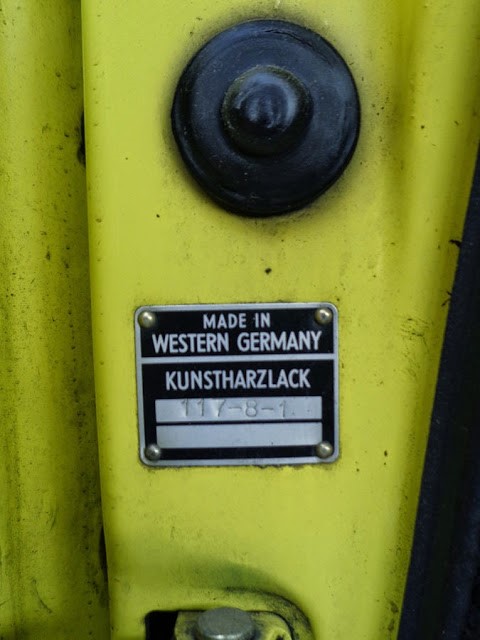 MADE IN
WESTERN GERMANY
KUNSTHARZLACK
117-8-1